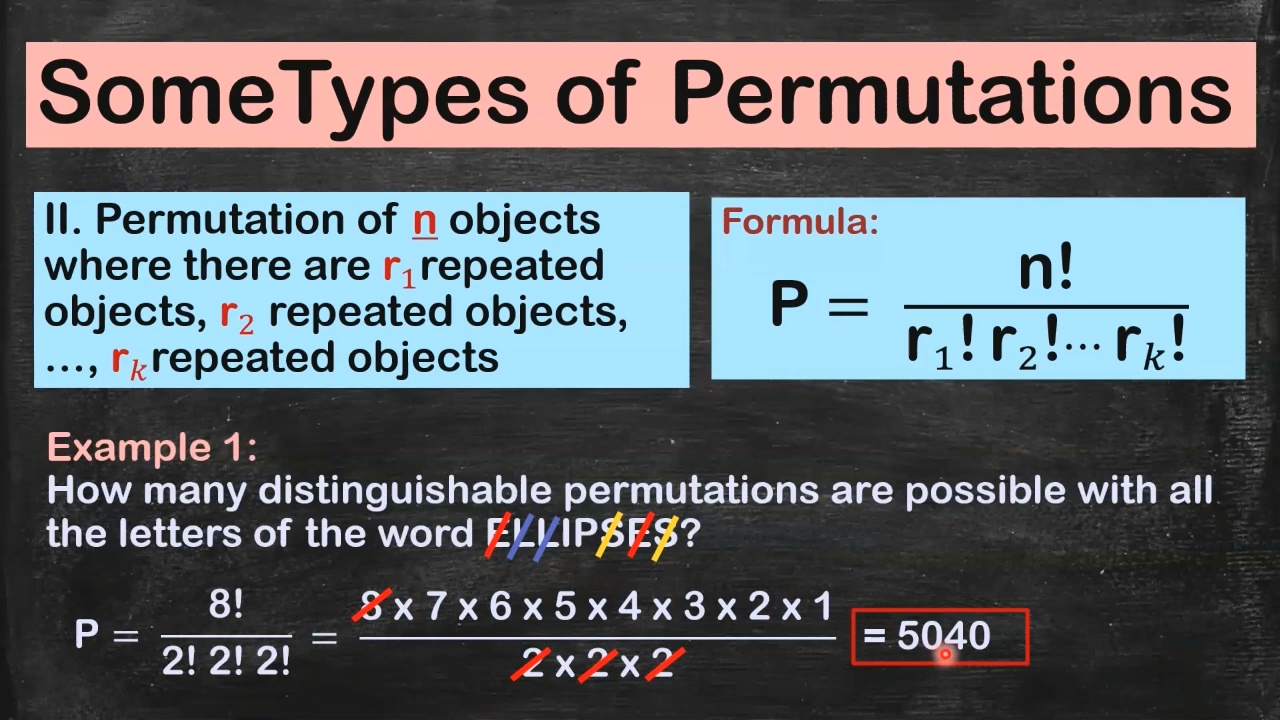 SomeTypes of Permutations
II. Permutation of n objects
where there are r₁ repeated
objects, r₂ repeated objects,
..., rₖ repeated objects
Formula:
P = n! / r₁! r₂!⋯ rₖ!
Example 1:
How many distinguishable permutations are possible with all
the letters of the word ELLIPSES?
P = 8! / 2! 2! 2! = 8 x 7 x 6 x 5 x 4 x 3 x 2 x 1 / 2 x 2 x 2 = 5040